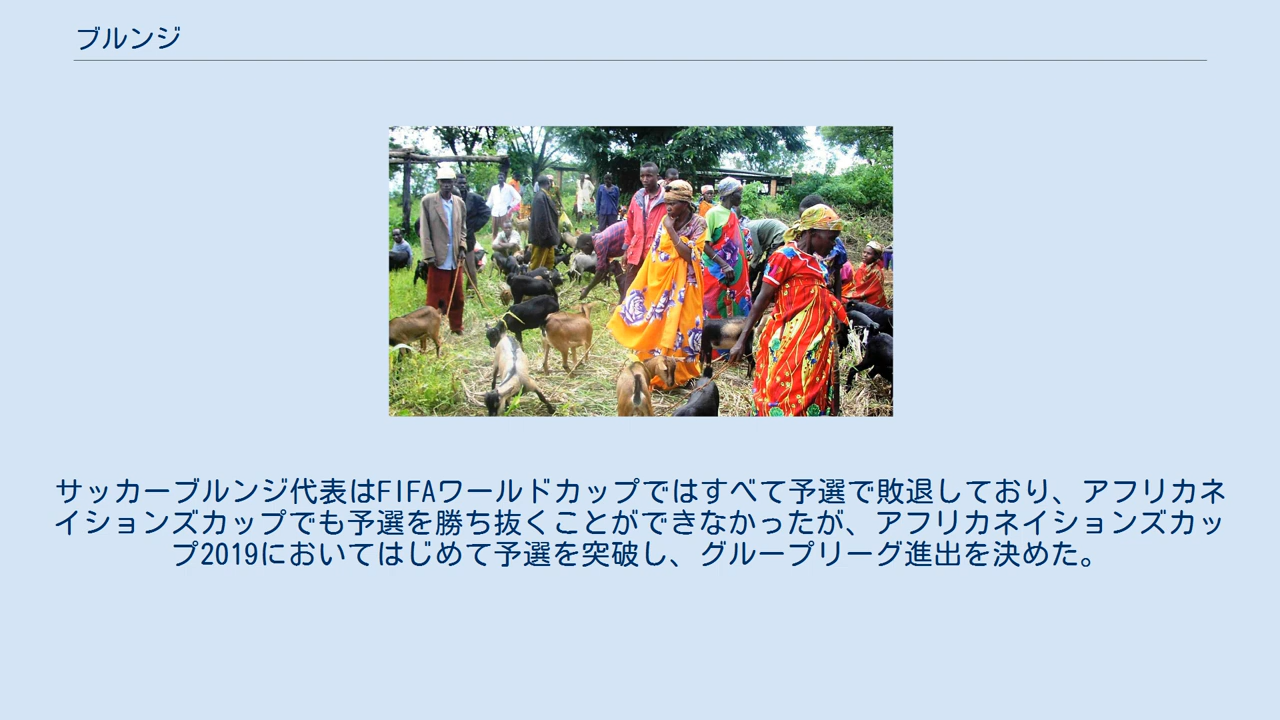 ブルンジ
サッカーブルンジ代表はFIFAワールドカップではすべて予選で敗退しており、アフリカネ
イションズカップでも予選を勝ち抜くことができなかったが、アフリカネイションズカッ
プ2019においてはじめて予選を突破し、グループリーグ進出を決めた。